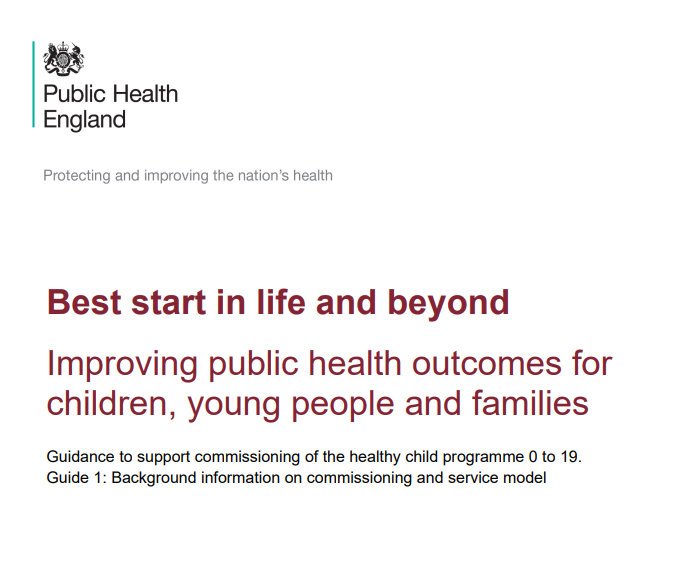 Public Health
England
Protecting and improving the nation's health
Best start in life and beyond
Improving public health outcomes for
children, young people and families
Guidance to support commissioning of the healthy child programme 0 to 19.
Guide 1: Background information on commissioning and service model